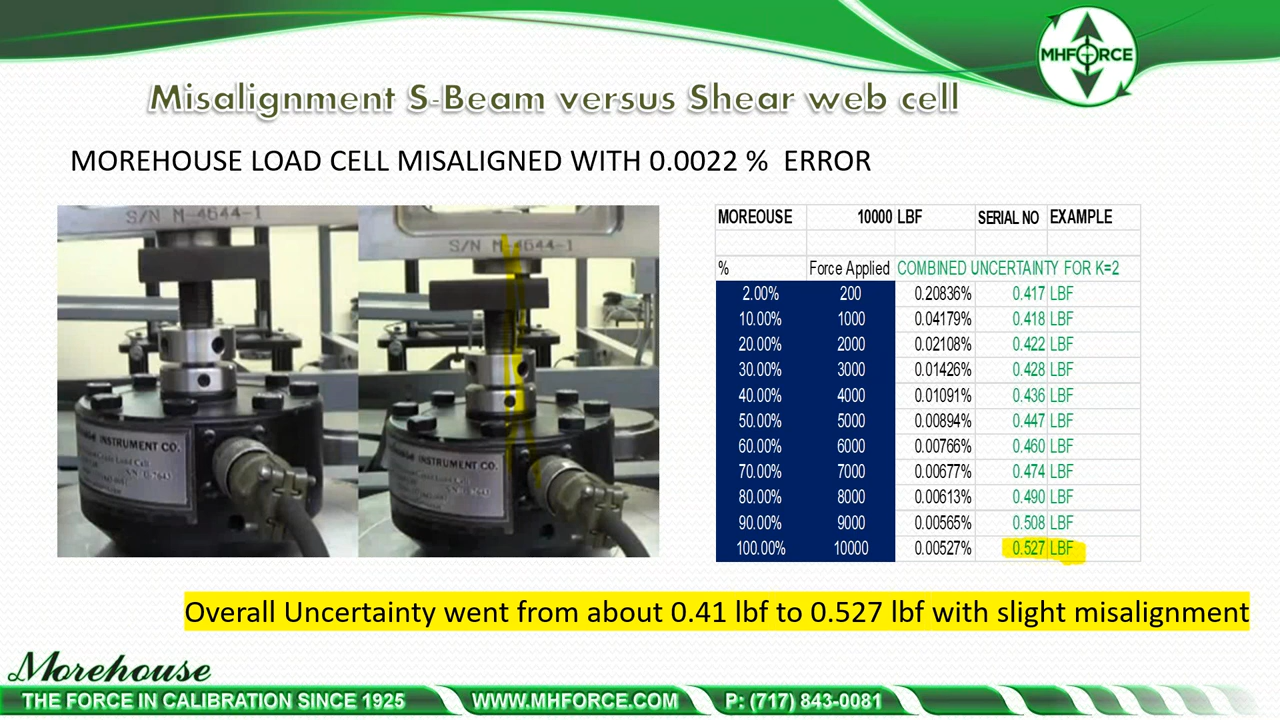 MHFORCE
Misalignment S-Beam versus Shear web cell
MOREHOUSE LOAD CELL MISALIGNED WITH 0.0022 % ERROR
S/N M-4644-1
S/N M-4644-1
INSTRUMENT CO.
INSTRUMENT CO.
MOREOUSE 10000 LBF SERIAL NO EXAMPLE
% Force Applied COMBINED UNCERTAINTY FOR K=2
2.00% 200 0.20836% 0.417 LBF
10.00% 1000 0.04179% 0.418 LBF
20.00% 2000 0.02108% 0.422 LBF
30.00% 3000 0.01426% 0.428 LBF
40.00% 4000 0.01091% 0.436 LBF
50.00% 5000 0.00894% 0.447 LBF
60.00% 6000 0.00766% 0.460 LBF
70.00% 7000 0.00677% 0.474 LBF
80.00% 8000 0.00613% 0.490 LBF
90.00% 9000 0.00565% 0.508 LBF
100.00% 10000 0.00527% 0.527 LBF
Overall Uncertainty went from about 0.41 lbf to 0.527 lbf with slight misalignment
Morehouse
THE FORCE IN CALIBRATION SINCE 1925 WWW.MHFORCE.COM P: (717) 843-0081